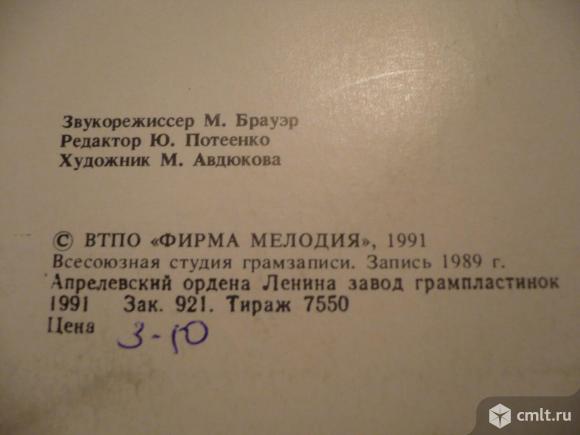 Звукорежиссер М. Брауэр
Редактор Ю. Потеенко
Художник М. Авдюкова
© ВТПО «ФИРМА МЕЛОДИЯ», 1991
Всесоюзная студия грамзаписи. Запись 1989 г.
Апрелевский ордена Ленина завод грампластинок
1991 Зак. 921. Тираж 7550
Цена 3-10
cmlt.ru